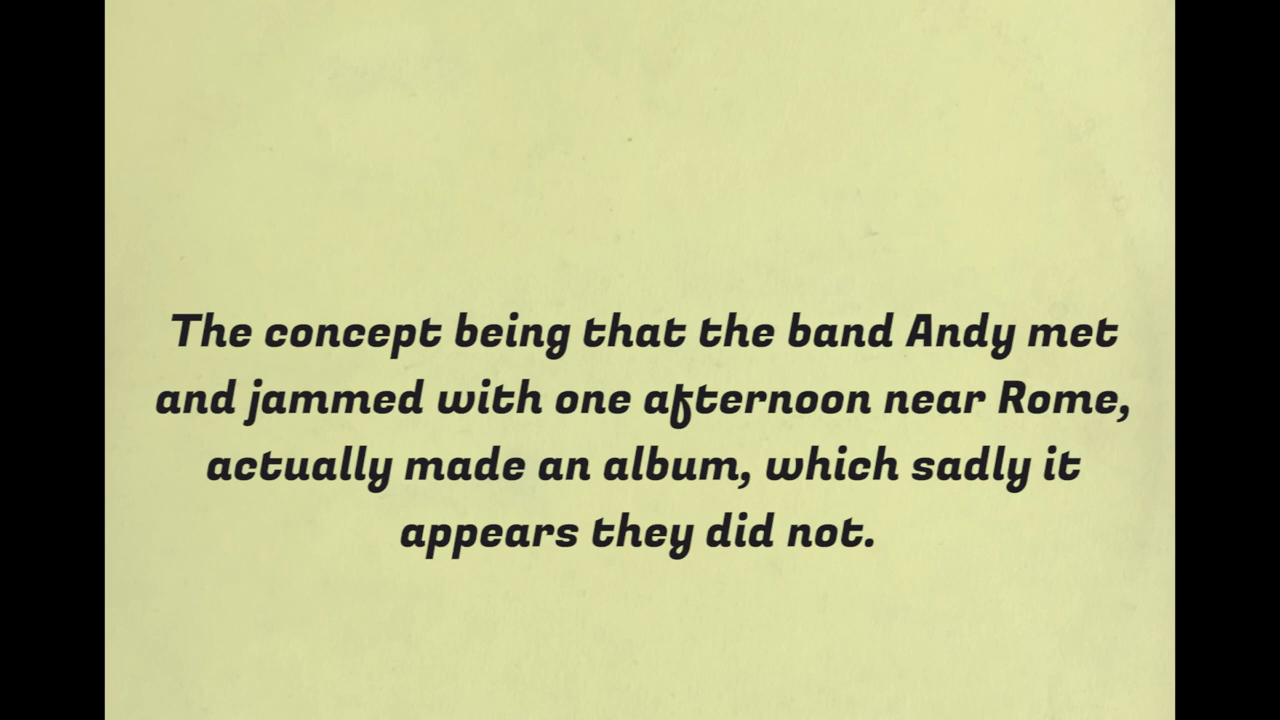 The concept being that the band Andy met
and jammed with one afternoon near Rome,
actually made an album, which sadly it
appears they did not.